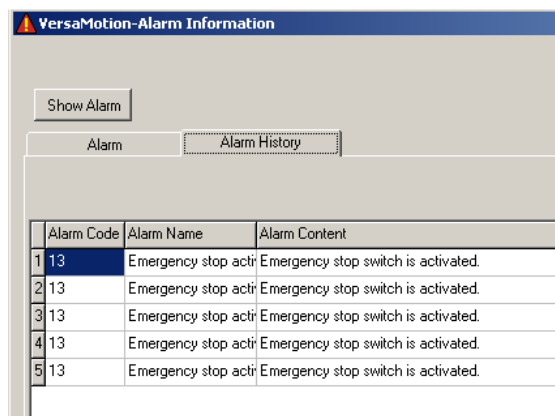 VersaMotion-Alarm Information
Show Alarm
Alarm Alarm History
Alarm Code Alarm Name Alarm Content
1 13 Emergency stop acti Emergency stop switch is activated.
2 13 Emergency stop acti Emergency stop switch is activated.
3 13 Emergency stop acti Emergency stop switch is activated.
4 13 Emergency stop acti Emergency stop switch is activated.
5 13 Emergency stop acti Emergency stop switch is activated.